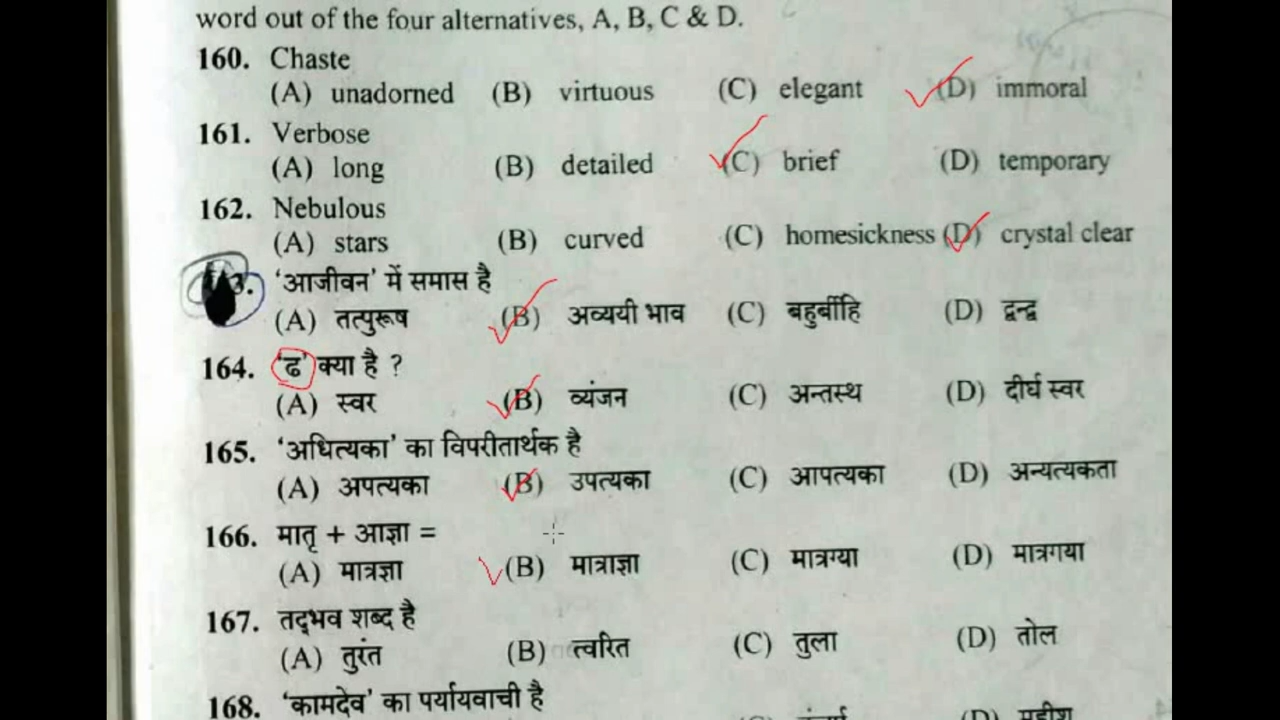 word out of the four alternatives, A, B, C & D.
160. Chaste
(A) unadorned (B) virtuous (C) elegant (D) immoral
161. Verbose
(A) long (B) detailed (C) brief (D) temporary
162. Nebulous
(A) stars (B) curved (C) homesickness (D) crystal clear
3. 'आजीवन' में समास है
(A) तत्पुरूष (B) अव्ययी भाव (C) बहुर्बीहि (D) द्वन्द्व
164. 'ढ' क्या है ?
(A) स्वर (B) व्यंजन (C) अन्तस्थ (D) दीर्घ स्वर
165. 'अधित्यका' का विपरीतार्थक है
(A) अपत्यका (B) उपत्यका (C) आपत्यका (D) अन्यत्यकता
166. मातृ + आज्ञा =
(A) मात्रज्ञा (B) मात्राज्ञा (C) मात्रग्या (D) मात्रगया
167. तद्भव शब्द है
(A) तुरंत (B) त्वरित (C) तुला (D) तोल
168. 'कामदेव' का पर्यायवाची है
(D)